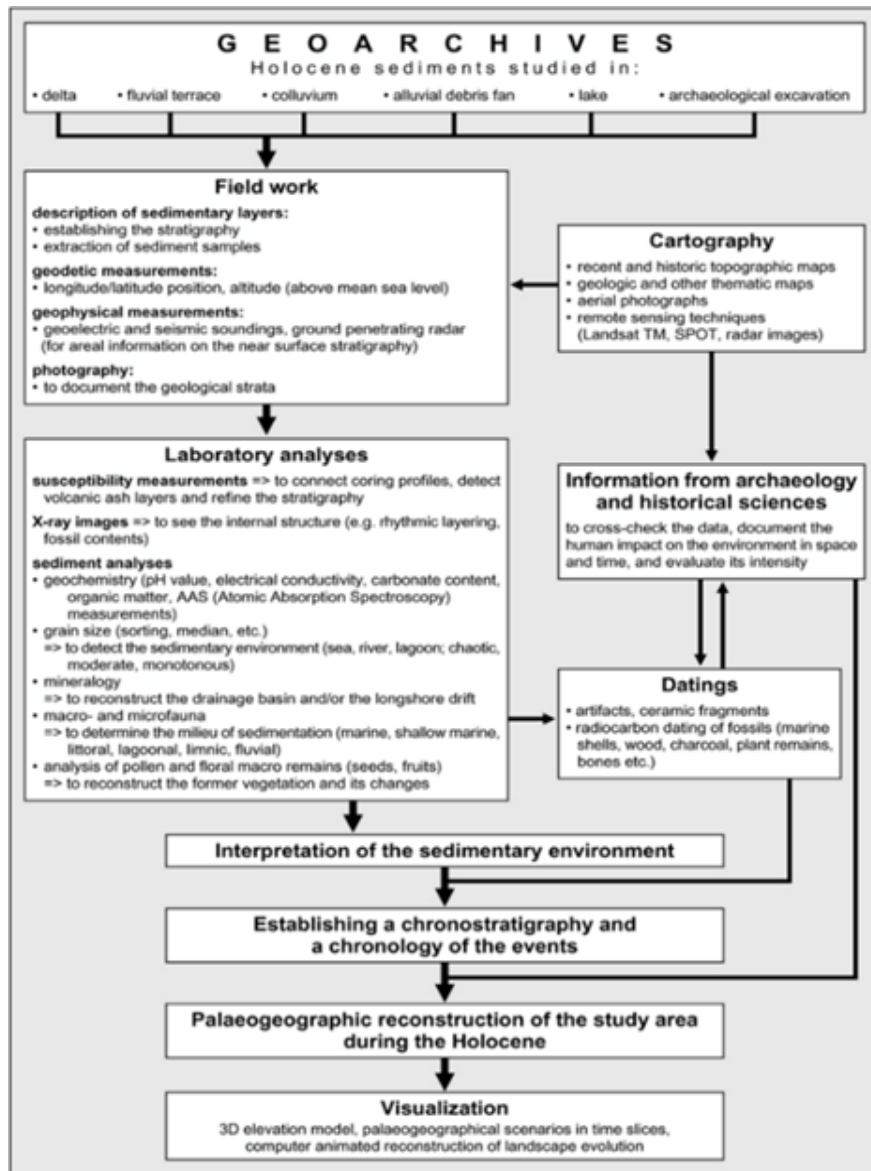 GEOARCHIVES
Holocene sediments studied in:
• delta • fluvial terrace • colluvium • alluvial debris fan • lake • archaeological excavation
Field work
description of sedimentary layers:
• establishing the stratigraphy
• extraction of sediment samples
geodetic measurements:
• longitude/latitude position, altitude (above mean sea level)
geophysical measurements:
• geoelectric and seismic soundings, ground penetrating radar
(for areal information on the near surface stratigraphy)
photography:
• to document the geological strata
Cartography
• recent and historic topographic maps
• geologic and other thematic maps
• aerial photographs
• remote sensing techniques
(Landsat TM, SPOT, radar images)
Laboratory analyses
susceptibility measurements => to connect coring profiles, detect
volcanic ash layers and refine the stratigraphy
X-ray images => to see the internal structure (e.g. rhythmic layering,
fossil contents)
sediment analyses
• geochemistry (pH value, electrical conductivity, carbonate content,
organic matter, AAS (Atomic Absorption Spectroscopy)
measurements)
• grain size (sorting, median, etc.)
=> to detect the sedimentary environment (sea, river, lagoon; chaotic,
moderate, monotonous)
• mineralogy
=> to reconstruct the drainage basin and/or the longshore drift
• macro- and microfauna
=> to determine the milieu of sedimentation (marine, shallow marine,
littoral, lagoonal, limnic, fluvial)
• analysis of pollen and floral macro remains (seeds, fruits)
=> to reconstruct the former vegetation and its changes
Information from archaeology
and historical sciences
to cross-check the data, document the
human impact on the environment in space
and time, and evaluate its intensity
Datings
• artifacts, ceramic fragments
• radiocarbon dating of fossils (marine
shells, wood, charcoal, plant remains,
bones etc.)
Interpretation of the sedimentary environment
Establishing a chronostratigraphy and
a chronology of the events
Palaeogeographic reconstruction of the study area
during the Holocene
Visualization
3D elevation model, palaeogeographical scenarios in time slices,
computer animated reconstruction of landscape evolution